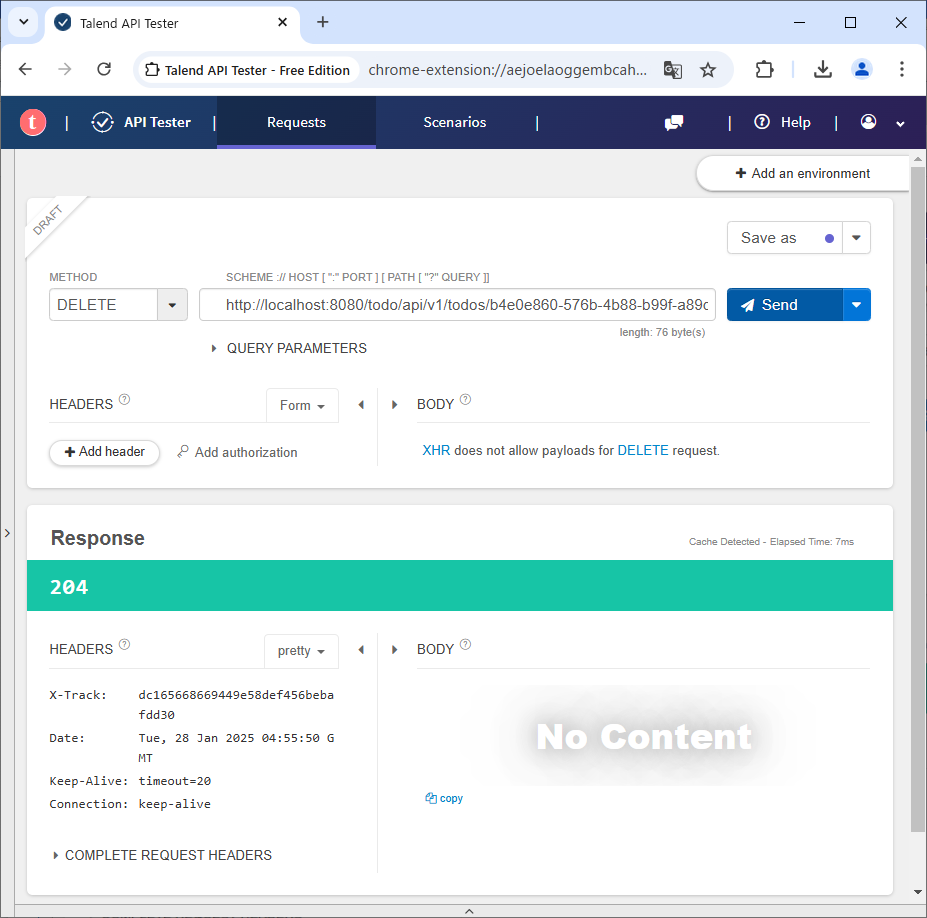 Talend API Tester
Talend API Tester - Free Edition
chrome-extension://aejoelaoggembcah...
t | API Tester | Requests Scenarios | | Help |
+ Add an environment
DRAFT
Save as
METHOD SCHEME :// HOST [ ":" PORT ] [ PATH [ "?" QUERY ]]
DELETE http://localhost:8080/todo/api/v1/todos/b4e0e860-576b-4b88-b99f-a89c Send
length: 76 byte(s)
QUERY PARAMETERS
HEADERS ? Form BODY ?
+ Add header Add authorization XHR does not allow payloads for DELETE request.
Response
Cache Detected - Elapsed Time: 7ms
204
HEADERS ? pretty BODY ?
X-Track: dc165668669449e58def456beba
fdd30
Date: Tue, 28 Jan 2025 04:55:50 G
MT
Keep-Alive: timeout=20
Connection: keep-alive
No Content
copy
COMPLETE REQUEST HEADERS